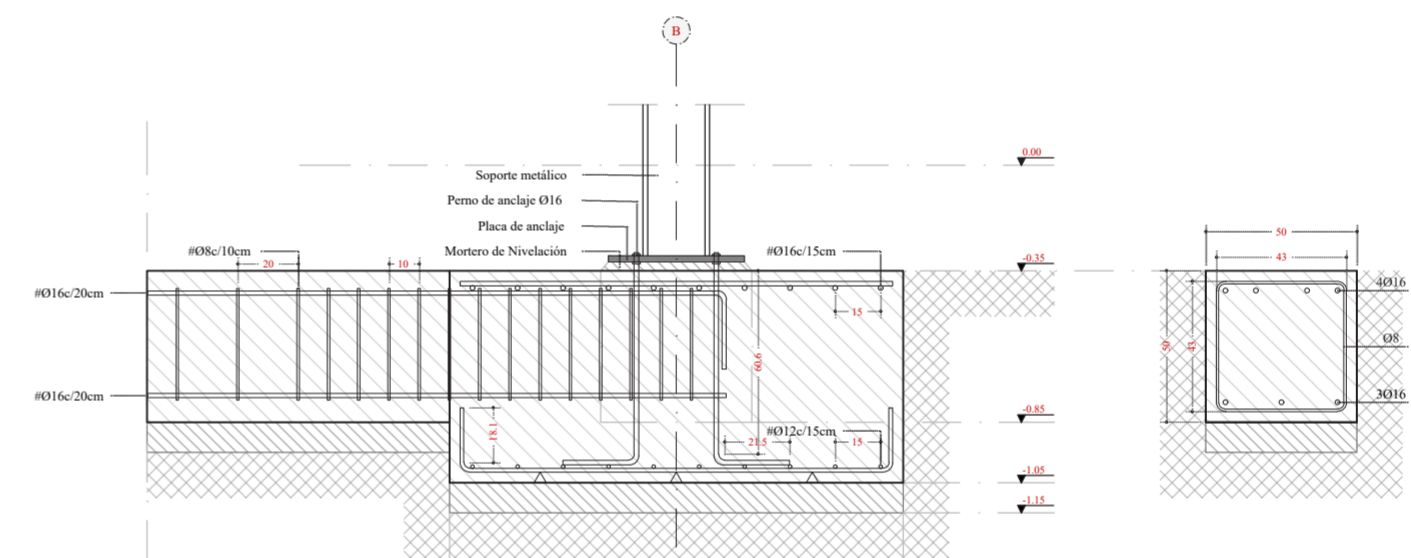 B
0.00
Soporte metálico
Perno de anclaje Ø16
Placa de anclaje
Mortero de Nivelación
#Ø8c/10cm
#Ø16c/15cm
-0.35
20
10
50
43
#Ø16c/20cm
4Ø16
15
60.6
50
43
Ø8
#Ø16c/20cm
3Ø16
-0.85
18.1
#Ø12c/15cm
21.5
15
-1.05
-1.15